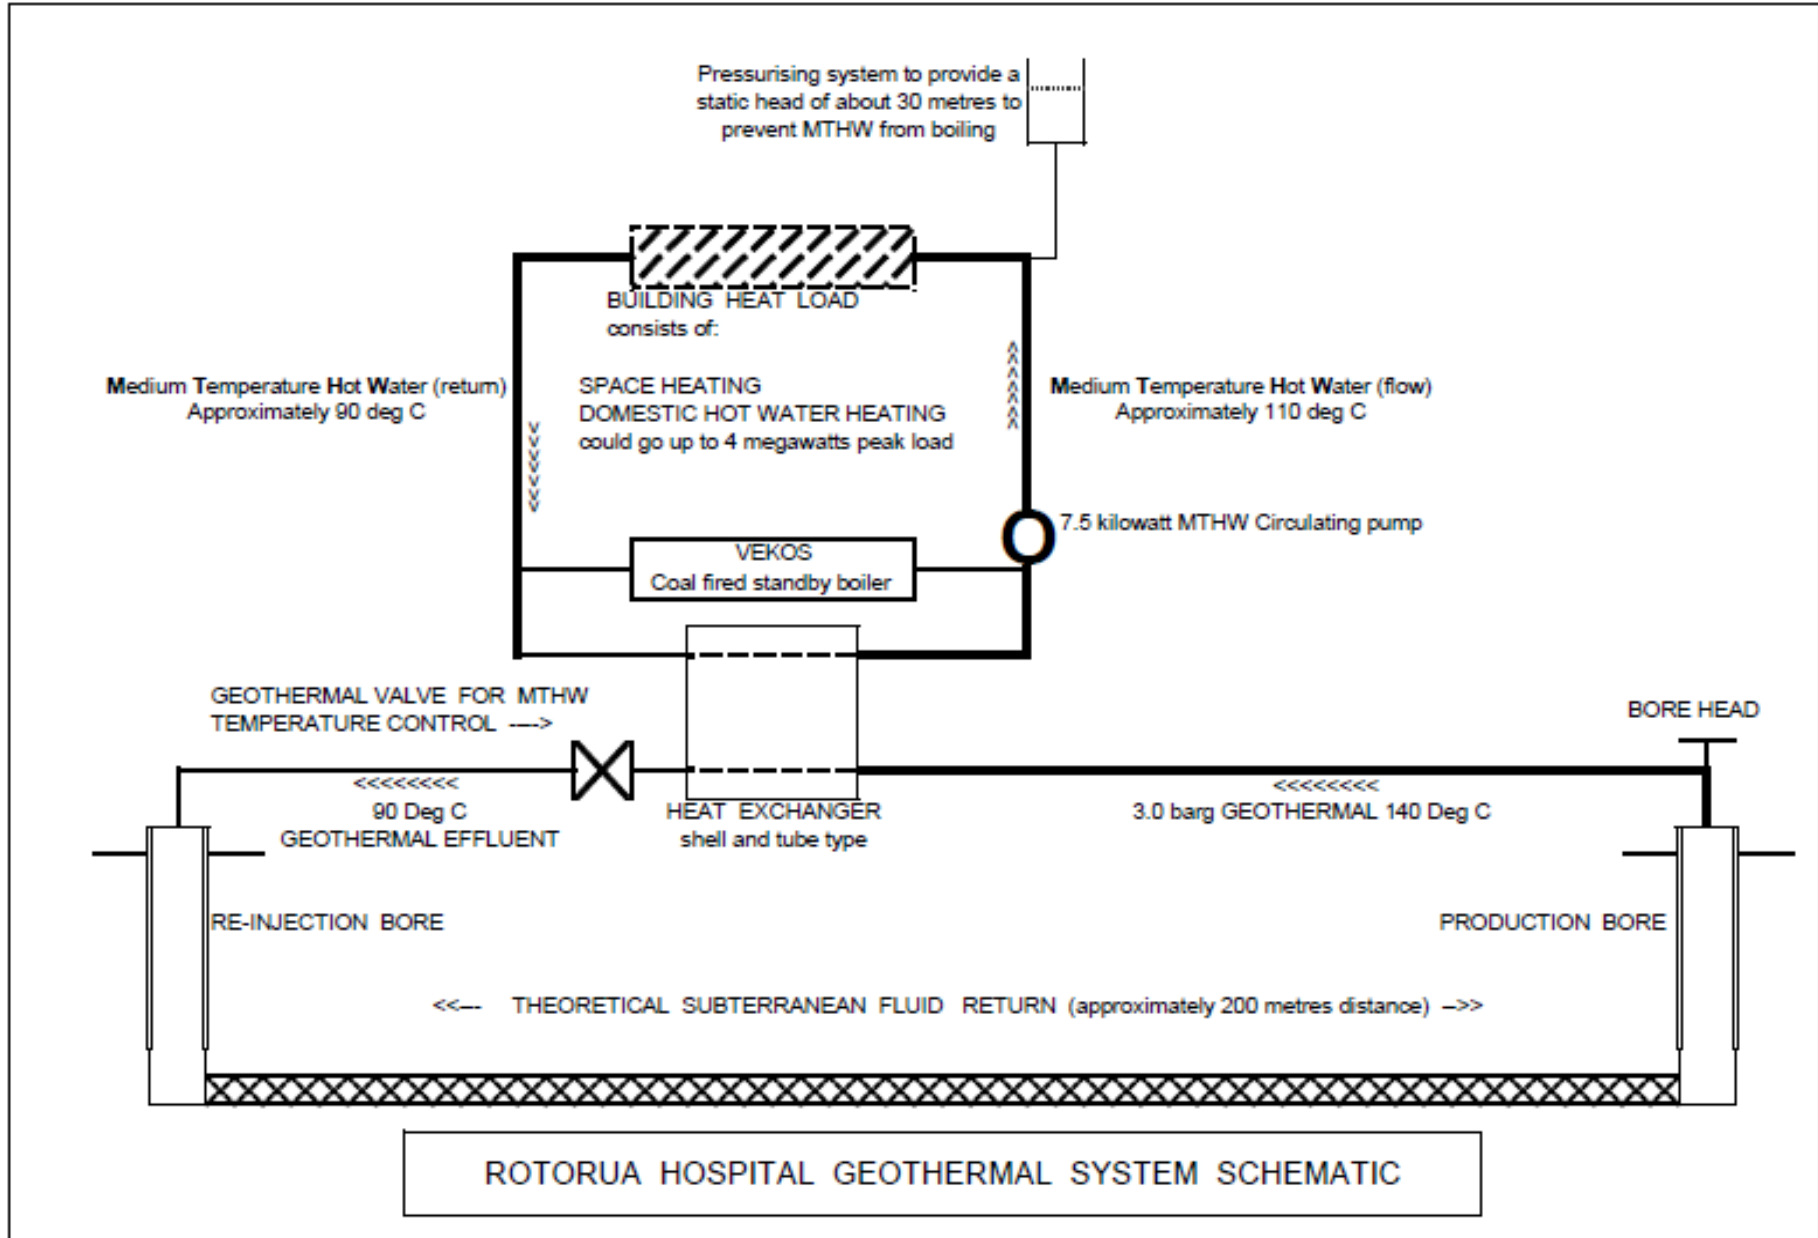 Pressurising system to provide a
static head of about 30 metres to
prevent MTHW from boiling
BUILDING HEAT LOAD
consists of:
SPACE HEATING
DOMESTIC HOT WATER HEATING
could go up to 4 megawatts peak load
Medium Temperature Hot Water (return)
Approximately 90 deg C
<<<<<<<
Medium Temperature Hot Water (flow)
Approximately 110 deg C
<<<<<<<
7.5 kilowatt MTHW Circulating pump
VEKOS
Coal fired standby boiler
GEOTHERMAL VALVE FOR MTHW
TEMPERATURE CONTROL ---->
BORE HEAD
<<<<<<<<
90 Deg C
GEOTHERMAL EFFLUENT
HEAT EXCHANGER
shell and tube type
<<<<<<<<
3.0 barg GEOTHERMAL 140 Deg C
RE-INJECTION BORE
PRODUCTION BORE
<<--- THEORETICAL SUBTERRANEAN FLUID RETURN (approximately 200 metres distance) -->>
ROTORUA HOSPITAL GEOTHERMAL SYSTEM SCHEMATIC